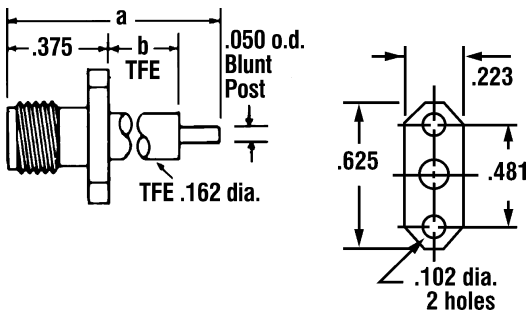 a
.375
b
TFE
.050 o.d.
Blunt
Post
TFE .162 dia.
.223
.625
.481
.102 dia.
2 holes